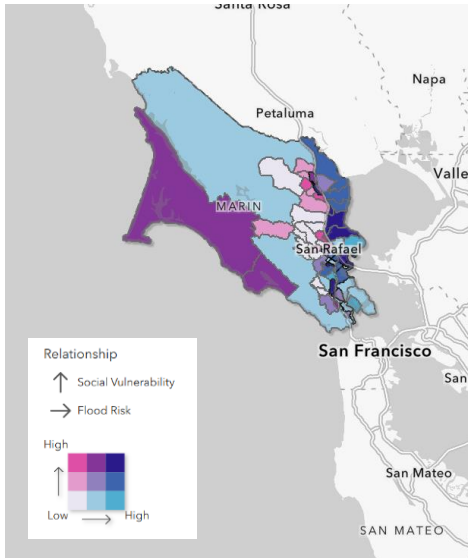 Santa Rosa
Napa
Petaluma
Valle
MARIN
San Rafael
San Francisco
San
San Mateo
SAN MATEO
Relationship
↑ Social Vulnerability
→ Flood Risk
High
Low → High